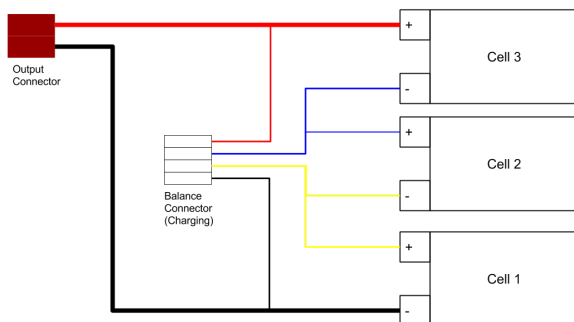 +
Cell 3
-
Output
Connector
+
Cell 2
-
Balance
Connector
(Charging)
+
Cell 1
-